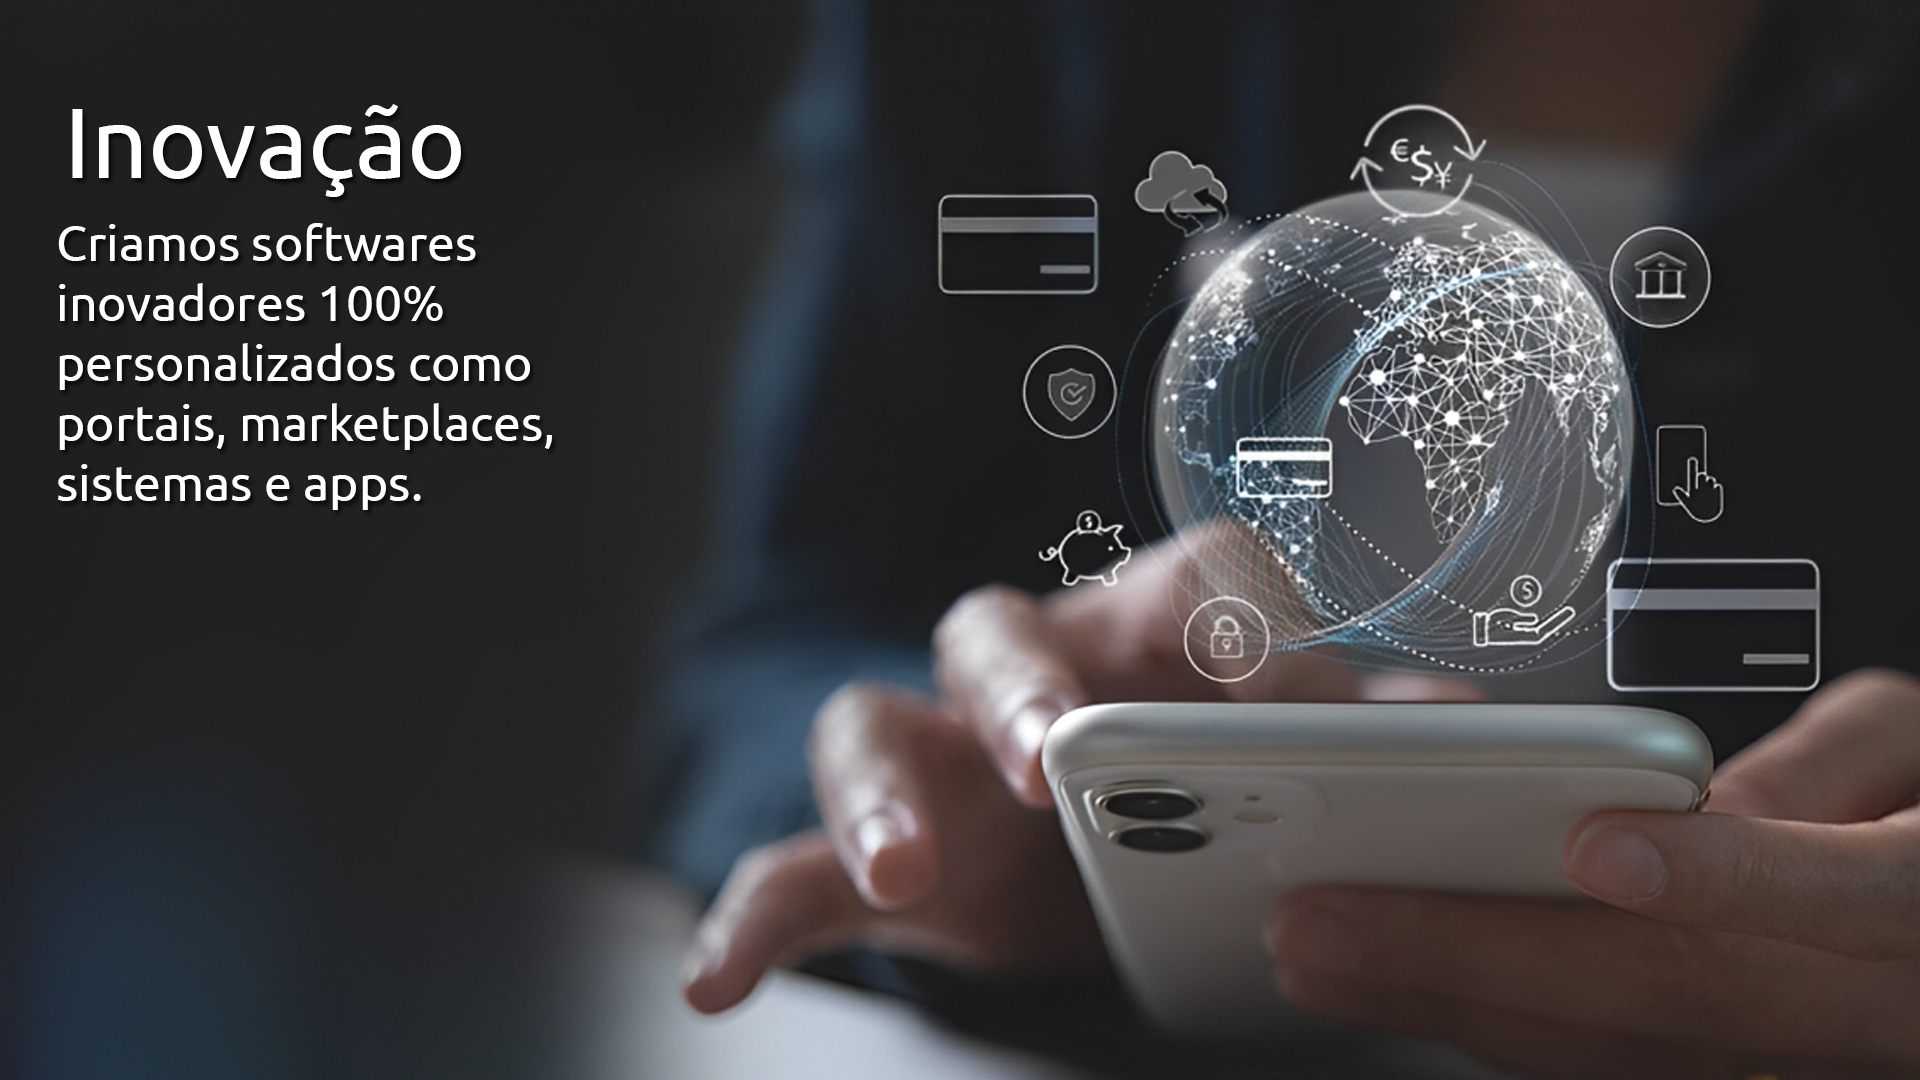 Inovação
Criamos softwares
inovadores 100%
personalizados como
portais, marketplaces,
sistemas e apps.